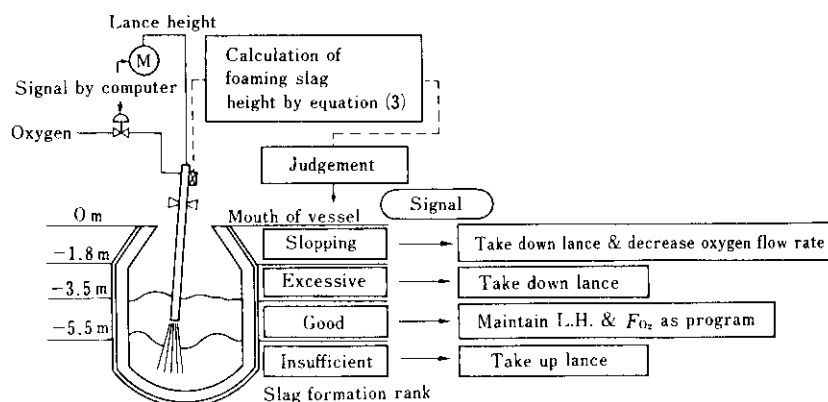 Lance height
M
Calculation of
foaming slag
height by equation (3)
Signal by computer
Oxygen
Judgement
Signal
0 m
Mouth of vessel
Slopping
Take down lance & decrease oxygen flow rate
-1.8 m
Excessive
Take down lance
-3.5 m
Good
Maintain L.H. & FO2 as program
-5.5 m
Insufficient
Take up lance
Slag formation rank